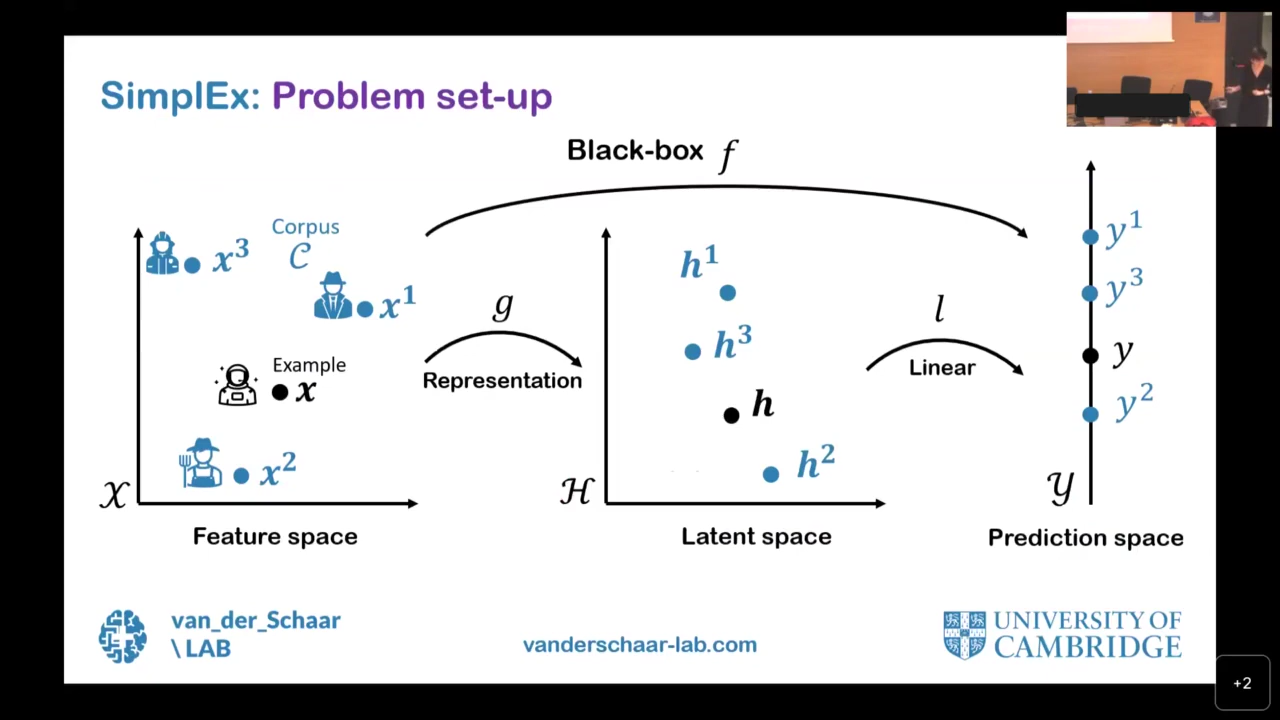 SimplEx: Problem set-up
Black-box f
Corpus
𝒞
x³
x¹
Example
x
x²
𝒳
Feature space
g
Representation
h¹
h³
h
h²
ℋ
Latent space
l
Linear
y¹
y³
y
y²
𝒴
Prediction space
van_der_Schaar
\ LAB
vanderschaar-lab.com
UNIVERSITY OF
CAMBRIDGE
+2